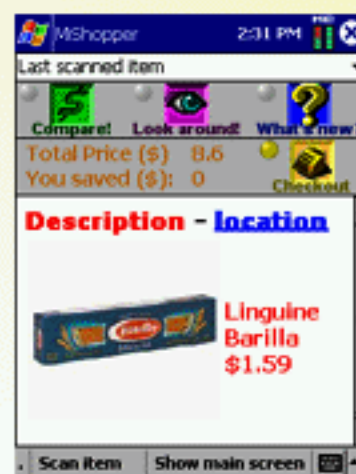 MiShopper 2:31 PM
Last scanned item
Compare! Look around! What's new
Total Price ($) 8.6
You saved ($): 0
Checkout
Description - location
Barilla
Linguine
Barilla
$1.59
Scan item Show main screen